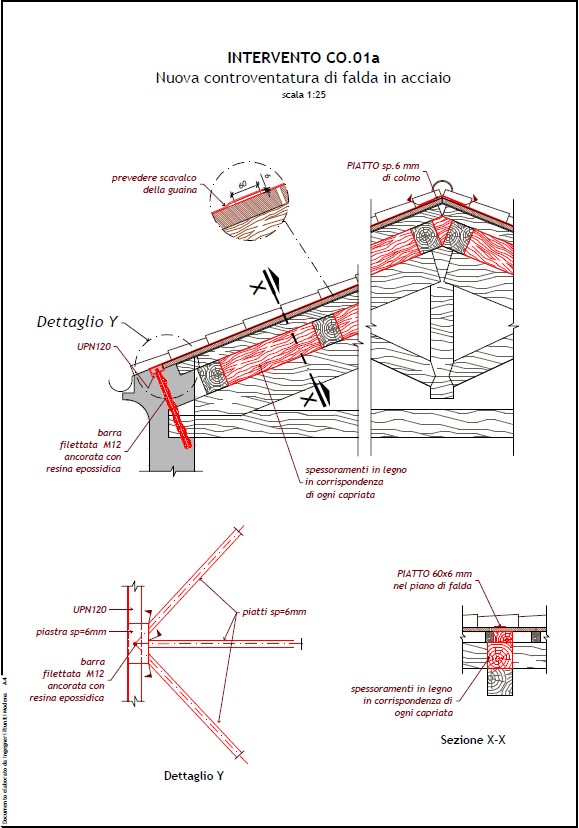 INTERVENTO CO.01a
Nuova controventatura di falda in acciaio
scala 1:25
prevedere scavalco
della guaina
60
6
PIATTO sp.6 mm
di colmo
X
Dettaglio Y
UPN120
X
barra
filettata M12
ancorata con
resina epossidica
spessoramenti in legno
in corrispondenza
di ogni capriata
UPN120
piastra sp=6mm
barra
filettata M12
ancorata con
resina epossidica
piatti sp=6mm
Dettaglio Y
PIATTO 60x6 mm
nel piano di falda
spessoramenti in legno
in corrispondenza di
ogni capriata
Sezione X-X
Documento elaborato da Ingegneri Riuniti Modena A4